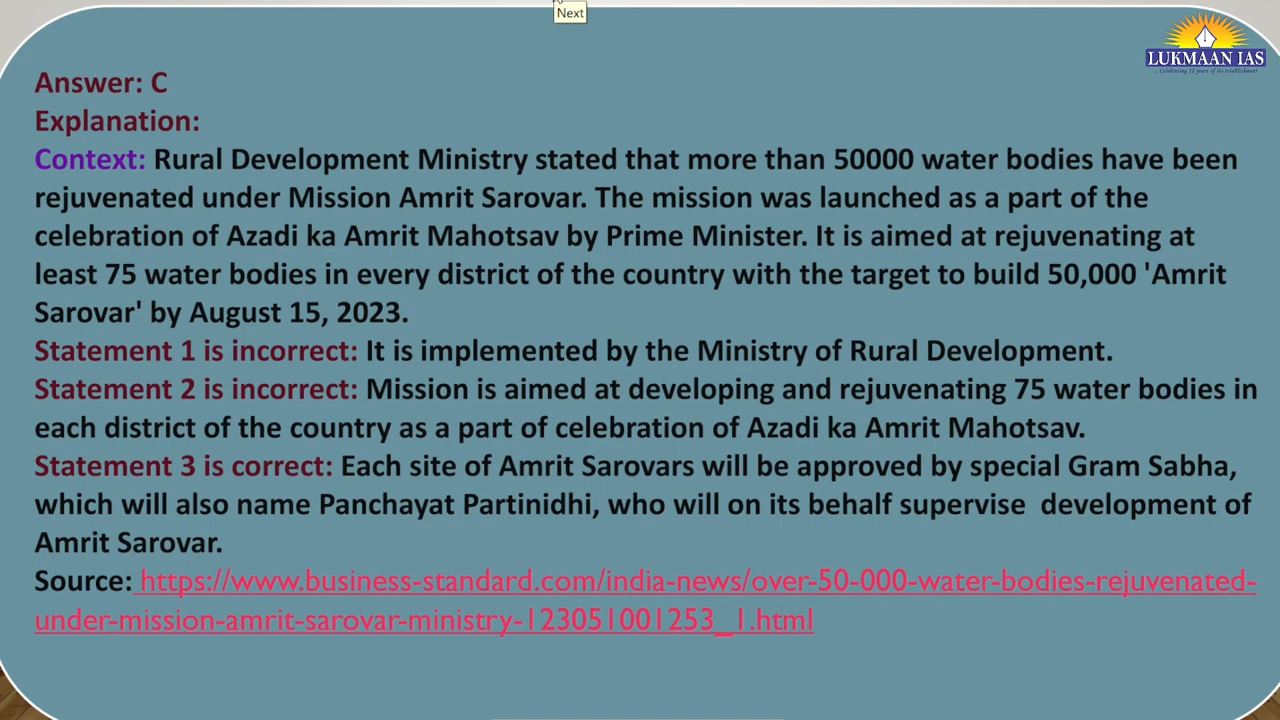 Next
LUKMAAN IAS
...Celebrating 12 years of its establishment
Answer: C
Explanation:
Context: Rural Development Ministry stated that more than 50000 water bodies have been
rejuvenated under Mission Amrit Sarovar. The mission was launched as a part of the
celebration of Azadi ka Amrit Mahotsav by Prime Minister. It is aimed at rejuvenating at
least 75 water bodies in every district of the country with the target to build 50,000 'Amrit
Sarovar' by August 15, 2023.
Statement 1 is incorrect: It is implemented by the Ministry of Rural Development.
Statement 2 is incorrect: Mission is aimed at developing and rejuvenating 75 water bodies in
each district of the country as a part of celebration of Azadi ka Amrit Mahotsav.
Statement 3 is correct: Each site of Amrit Sarovars will be approved by special Gram Sabha,
which will also name Panchayat Partinidhi, who will on its behalf supervise  development of
Amrit Sarovar.
Source: https://www.business-standard.com/india-news/over-50-000-water-bodies-rejuvenated-
under-mission-amrit-sarovar-ministry-123051001253_1.html